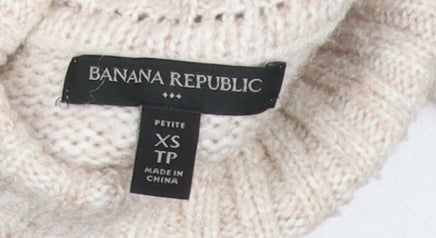 BANANA REPUBLIC
PETITE
XS
TP
MADE IN
CHINA